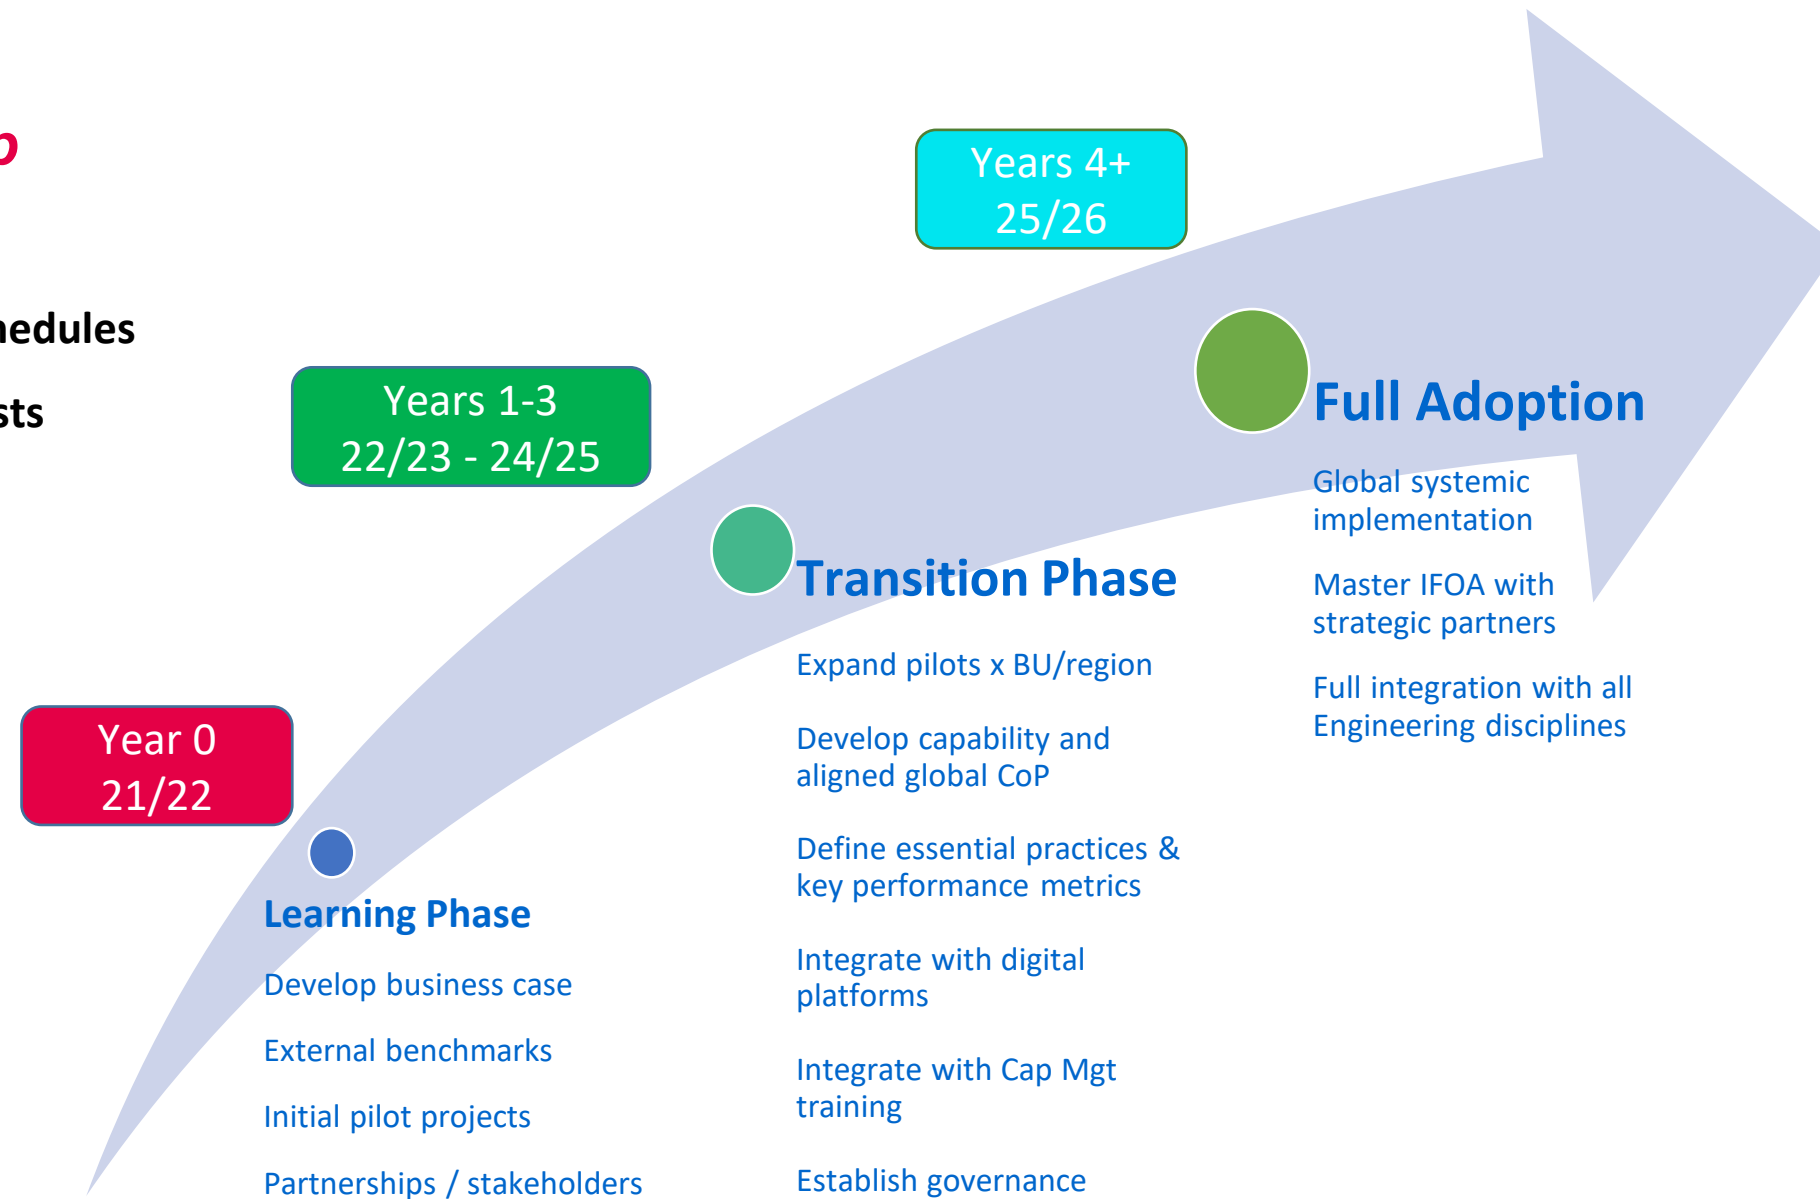 Years 4+
25/26
Years 1-3
22/23 - 24/25
Year 0
21/22
Learning Phase
Develop business case
External benchmarks
Initial pilot projects
Partnerships / stakeholders
Transition Phase
Expand pilots x BU/region
Develop capability and
aligned global CoP
Define essential practices &
key performance metrics
Integrate with digital
platforms
Integrate with Cap Mgt
training
Establish governance
Full Adoption
Global systemic
implementation
Master IFOA with
strategic partners
Full integration with all
Engineering disciplines